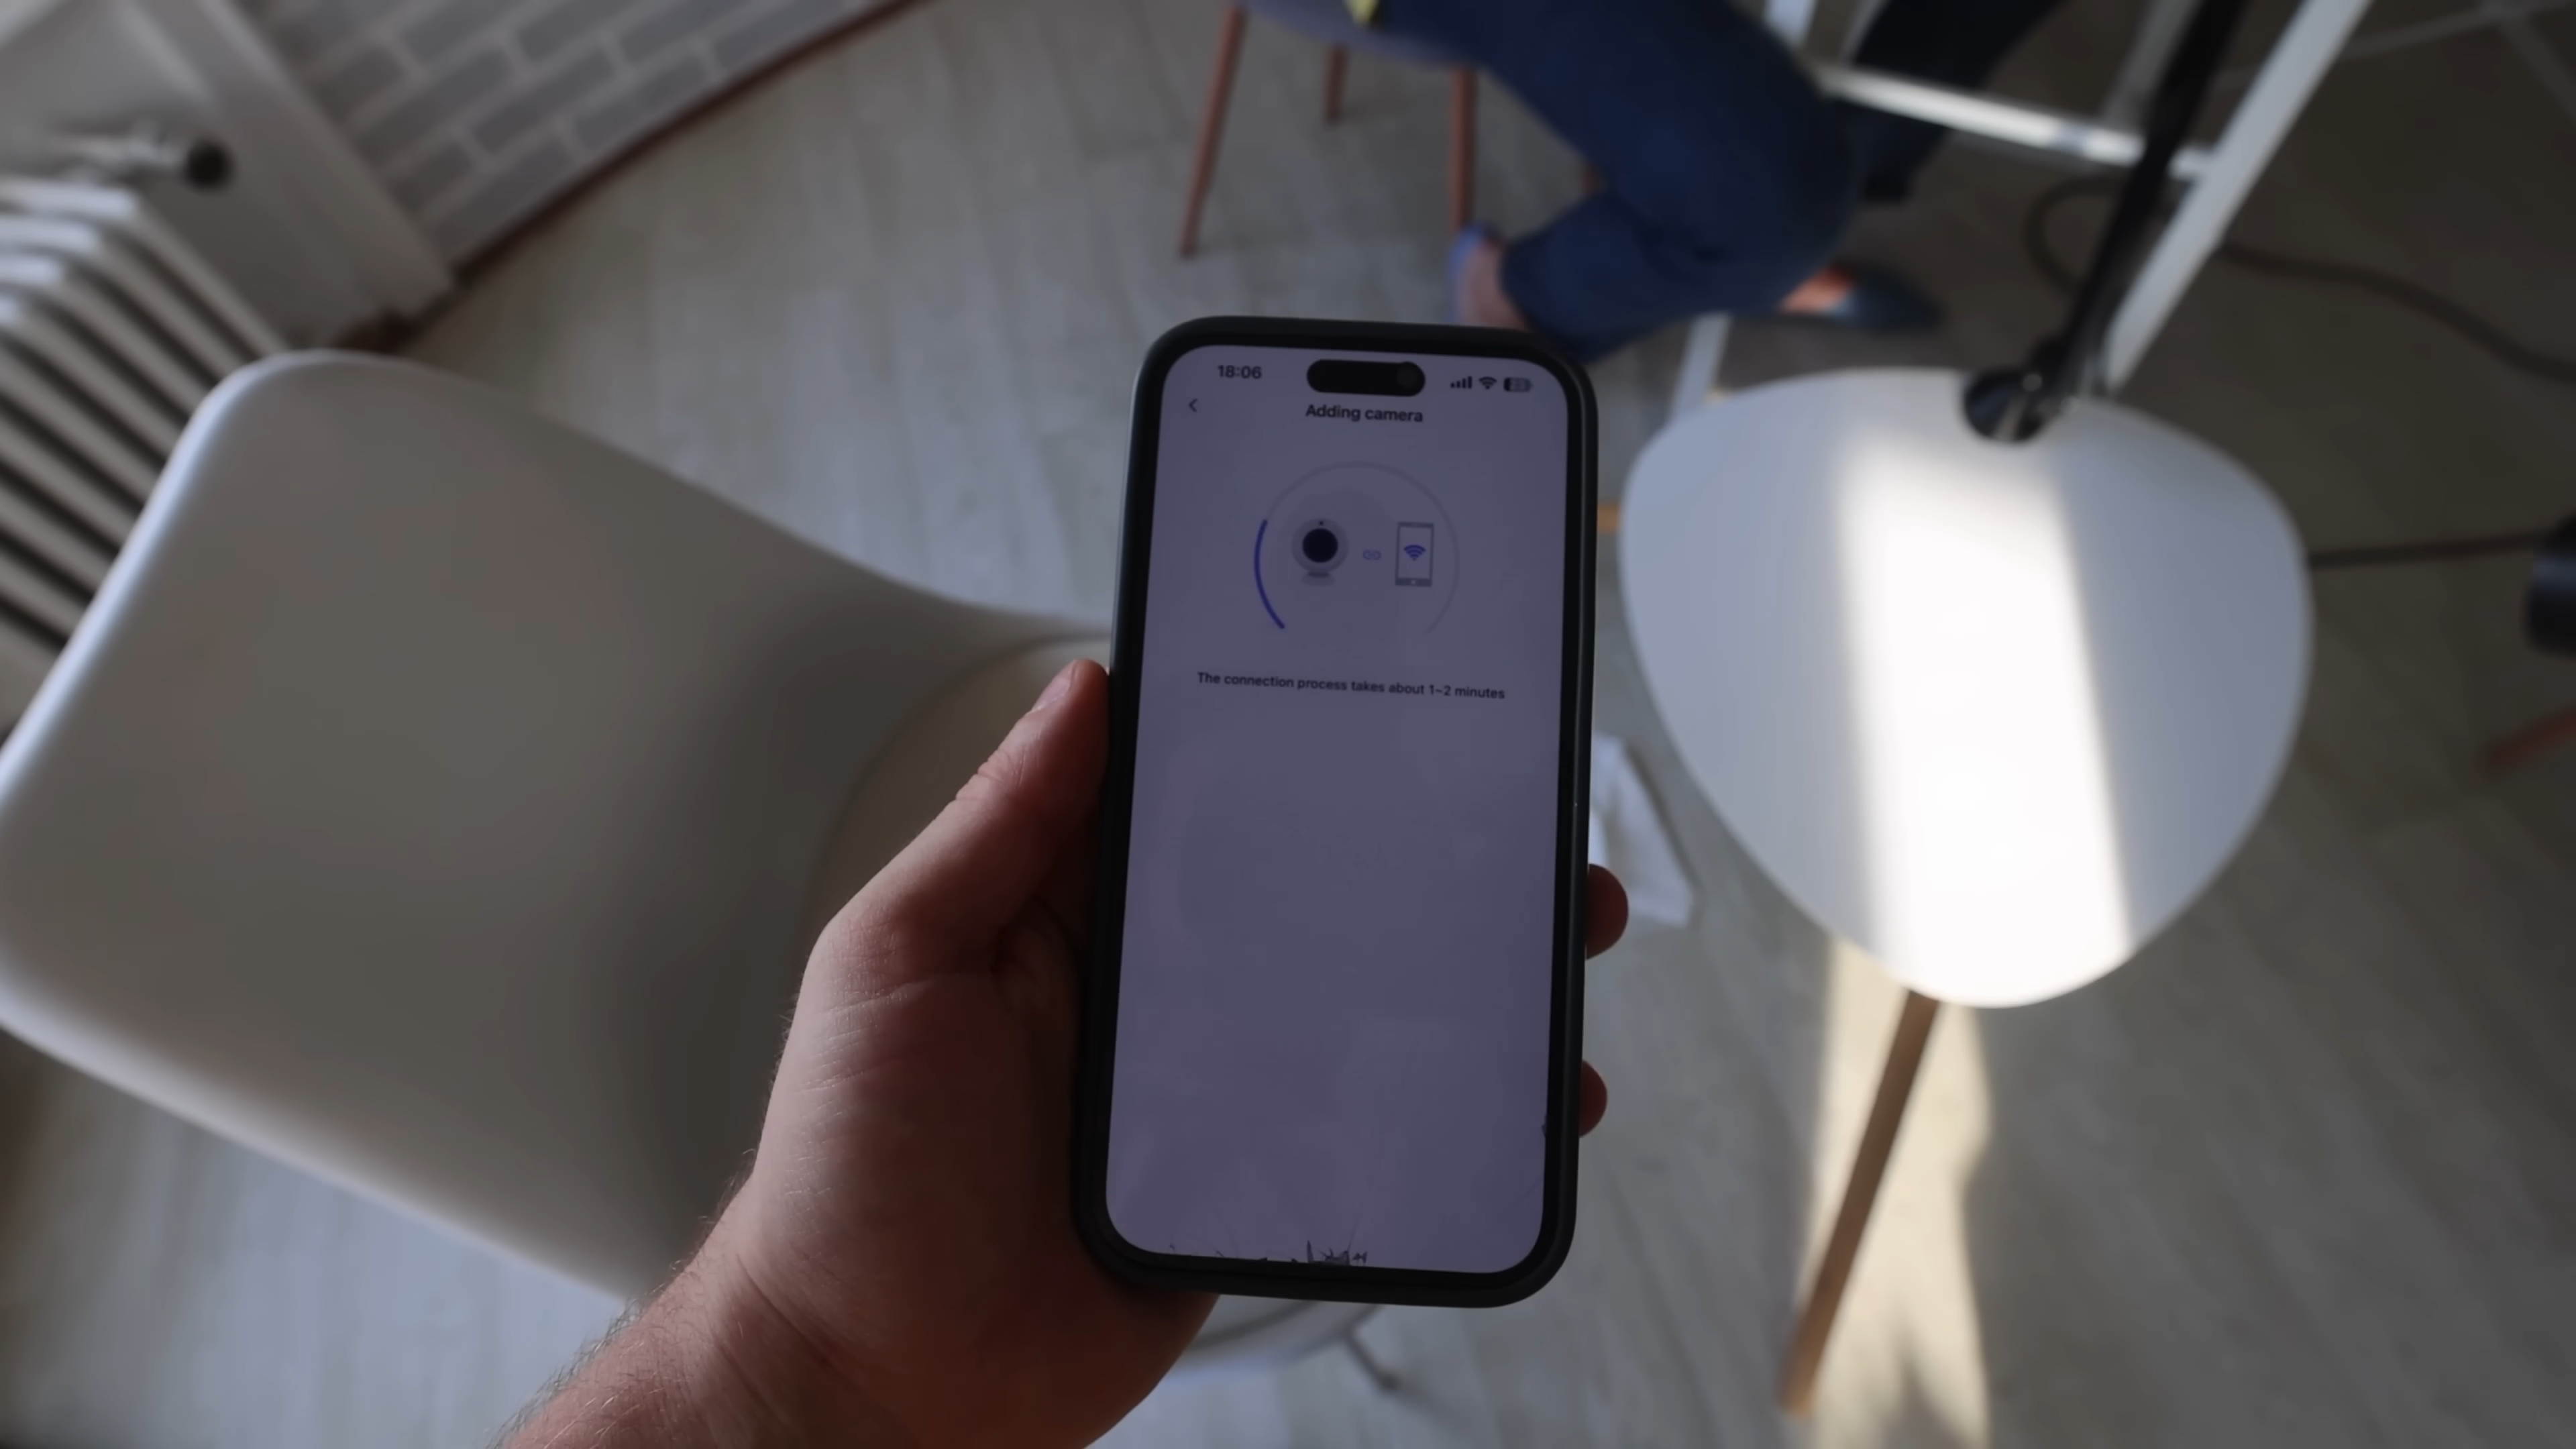 18:06
Adding camera
The connection process takes about 1~2 minutes